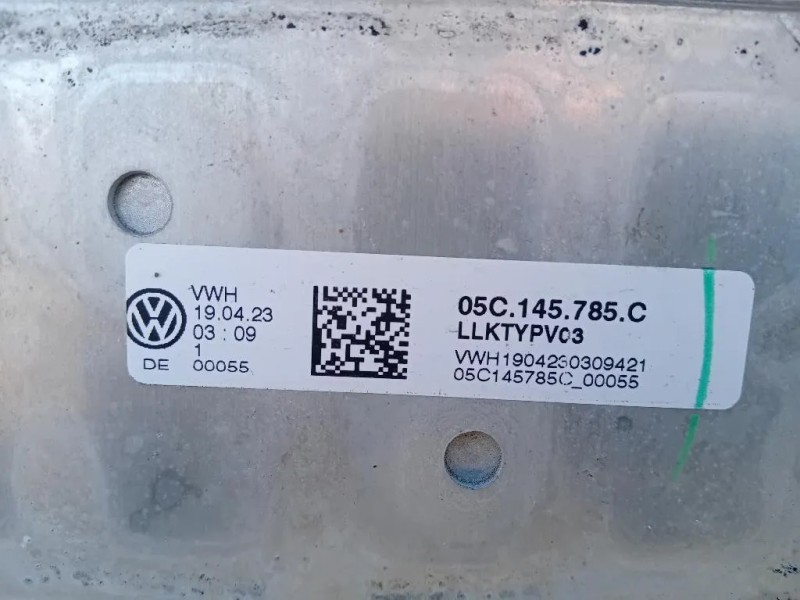 VWH
19.04.23
03 : 09
1
DE 00055
05C.145.785.C
LLKTYPV03
VWH1904230309421
05C145785C_00055